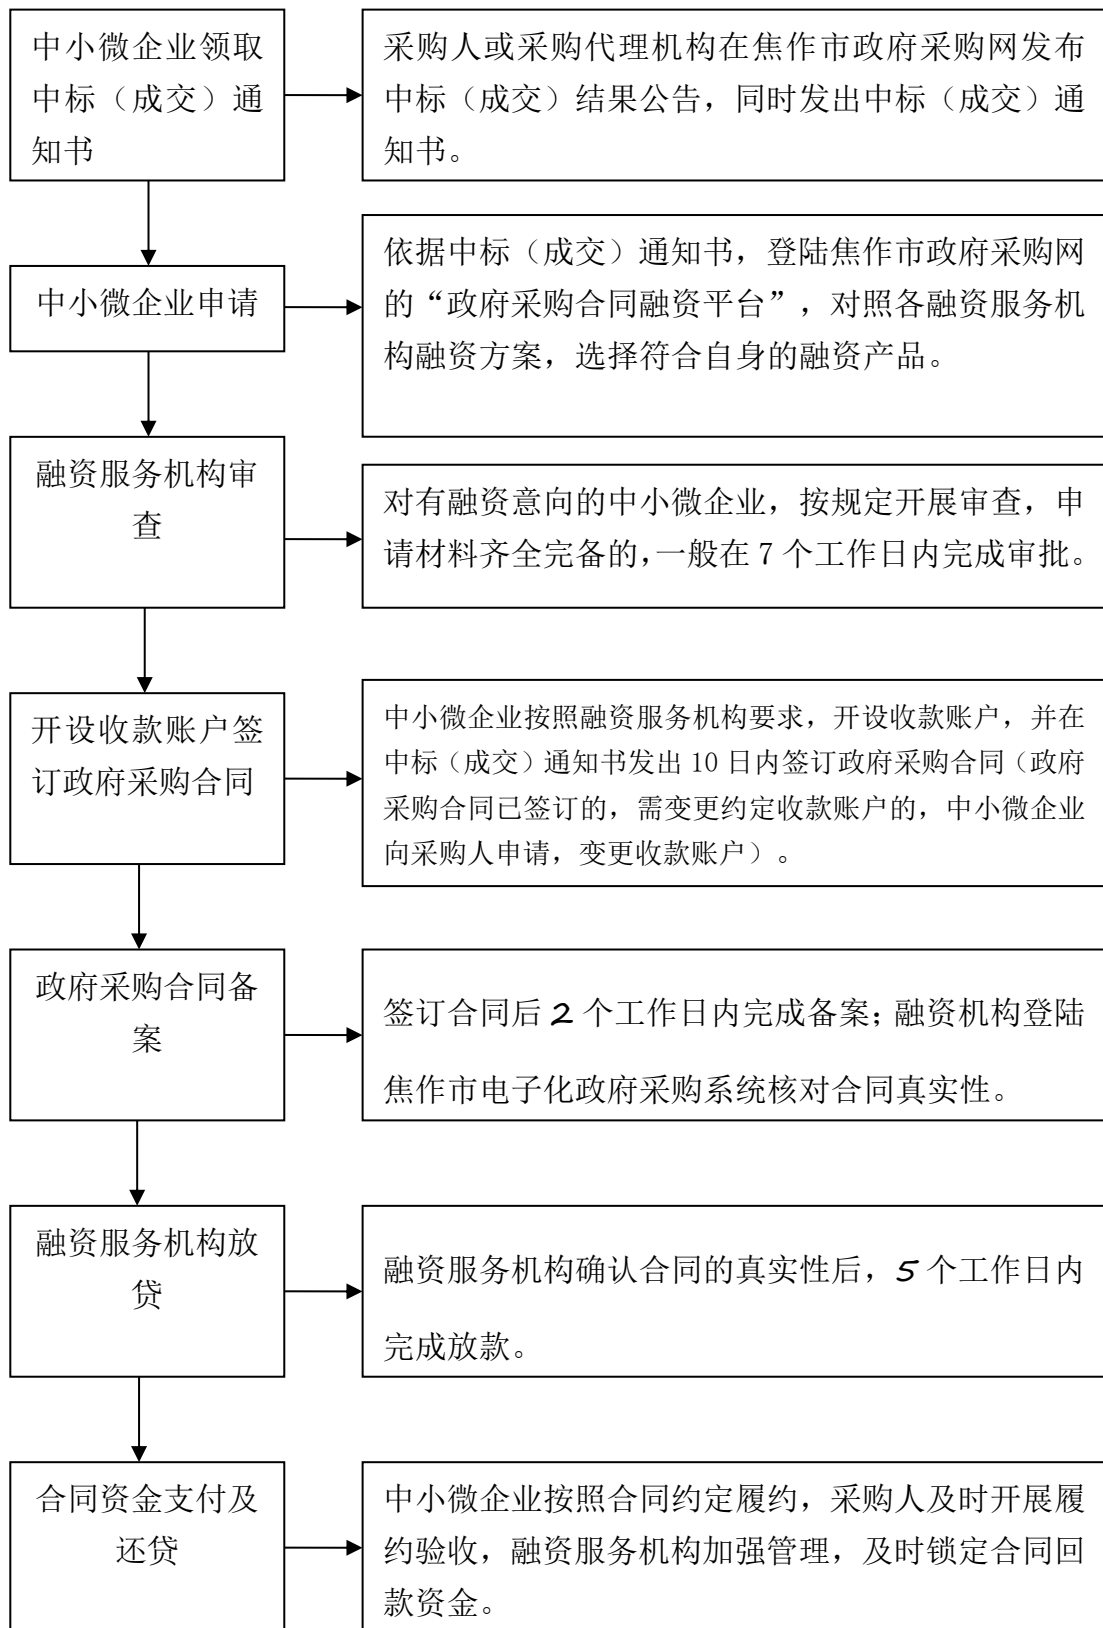 中小微企业领取
中标（成交）通
知书
采购人或采购代理机构在焦作市政府采购网发布
中标（成交）结果公告，同时发出中标（成交）通
知书。
中小微企业申请
依据中标（成交）通知书，登陆焦作市政府采购网
的“政府采购合同融资平台”，对照各融资服务机
构融资方案，选择符合自身的融资产品。
融资服务机构审
查
对有融资意向的中小微企业，按规定开展审查，申
请材料齐全完备的，一般在 7 个工作日内完成审批。
开设收款账户签
订政府采购合同
中小微企业按照融资服务机构要求，开设收款账户，并在
中标（成交）通知书发出 10 日内签订政府采购合同（政府
采购合同已签订的，需变更约定收款账户的，中小微企业
向采购人申请，变更收款账户）。
政府采购合同备
案
签订合同后 2 个工作日内完成备案；融资机构登陆
焦作市电子化政府采购系统核对合同真实性。
融资服务机构放
贷
融资服务机构确认合同的真实性后，5 个工作日内
完成放款。
合同资金支付及
还贷
中小微企业按照合同约定履约，采购人及时开展履
约验收，融资服务机构加强管理，及时锁定合同回
款资金。